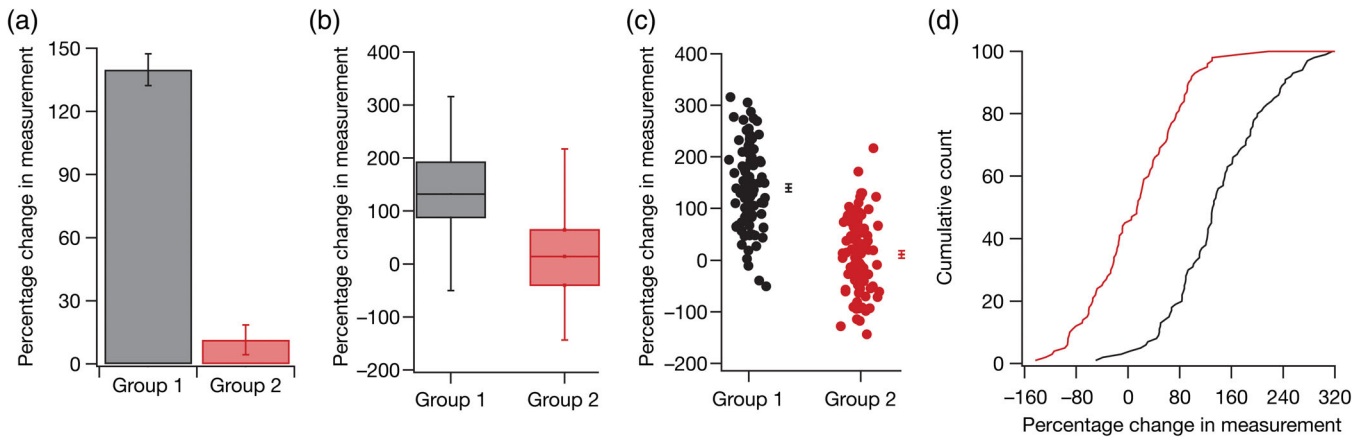 (a)
Percentage change in measurement
150
120
90
60
30
0
Group 1 Group 2
(b)
Percentage change in measurement
400
300
200
100
0
−100
−200
Group 1 Group 2
(c)
Percentage change in measurement
400
300
200
100
0
−100
−200
Group 1 Group 2
(d)
Cumulative count
100
80
60
40
20
0
−160 −80 0 80 160 240 320
Percentage change in measurement